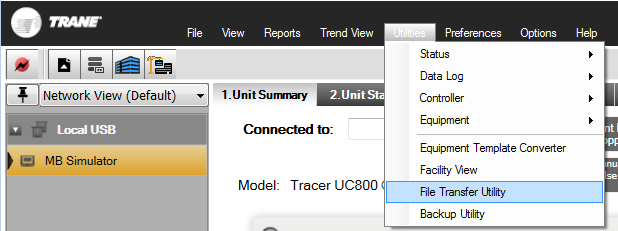 TRANE
File View Reports Trend View Utilities Preferences Options Help
Status
Data Log
Controller
Equipment
Equipment Template Converter
Facility View
File Transfer Utility
Backup Utility
Network View (Default)
Local USB
MB Simulator
1.Unit Summary 2.Unit Sta
Connected to:
Model: Tracer UC800